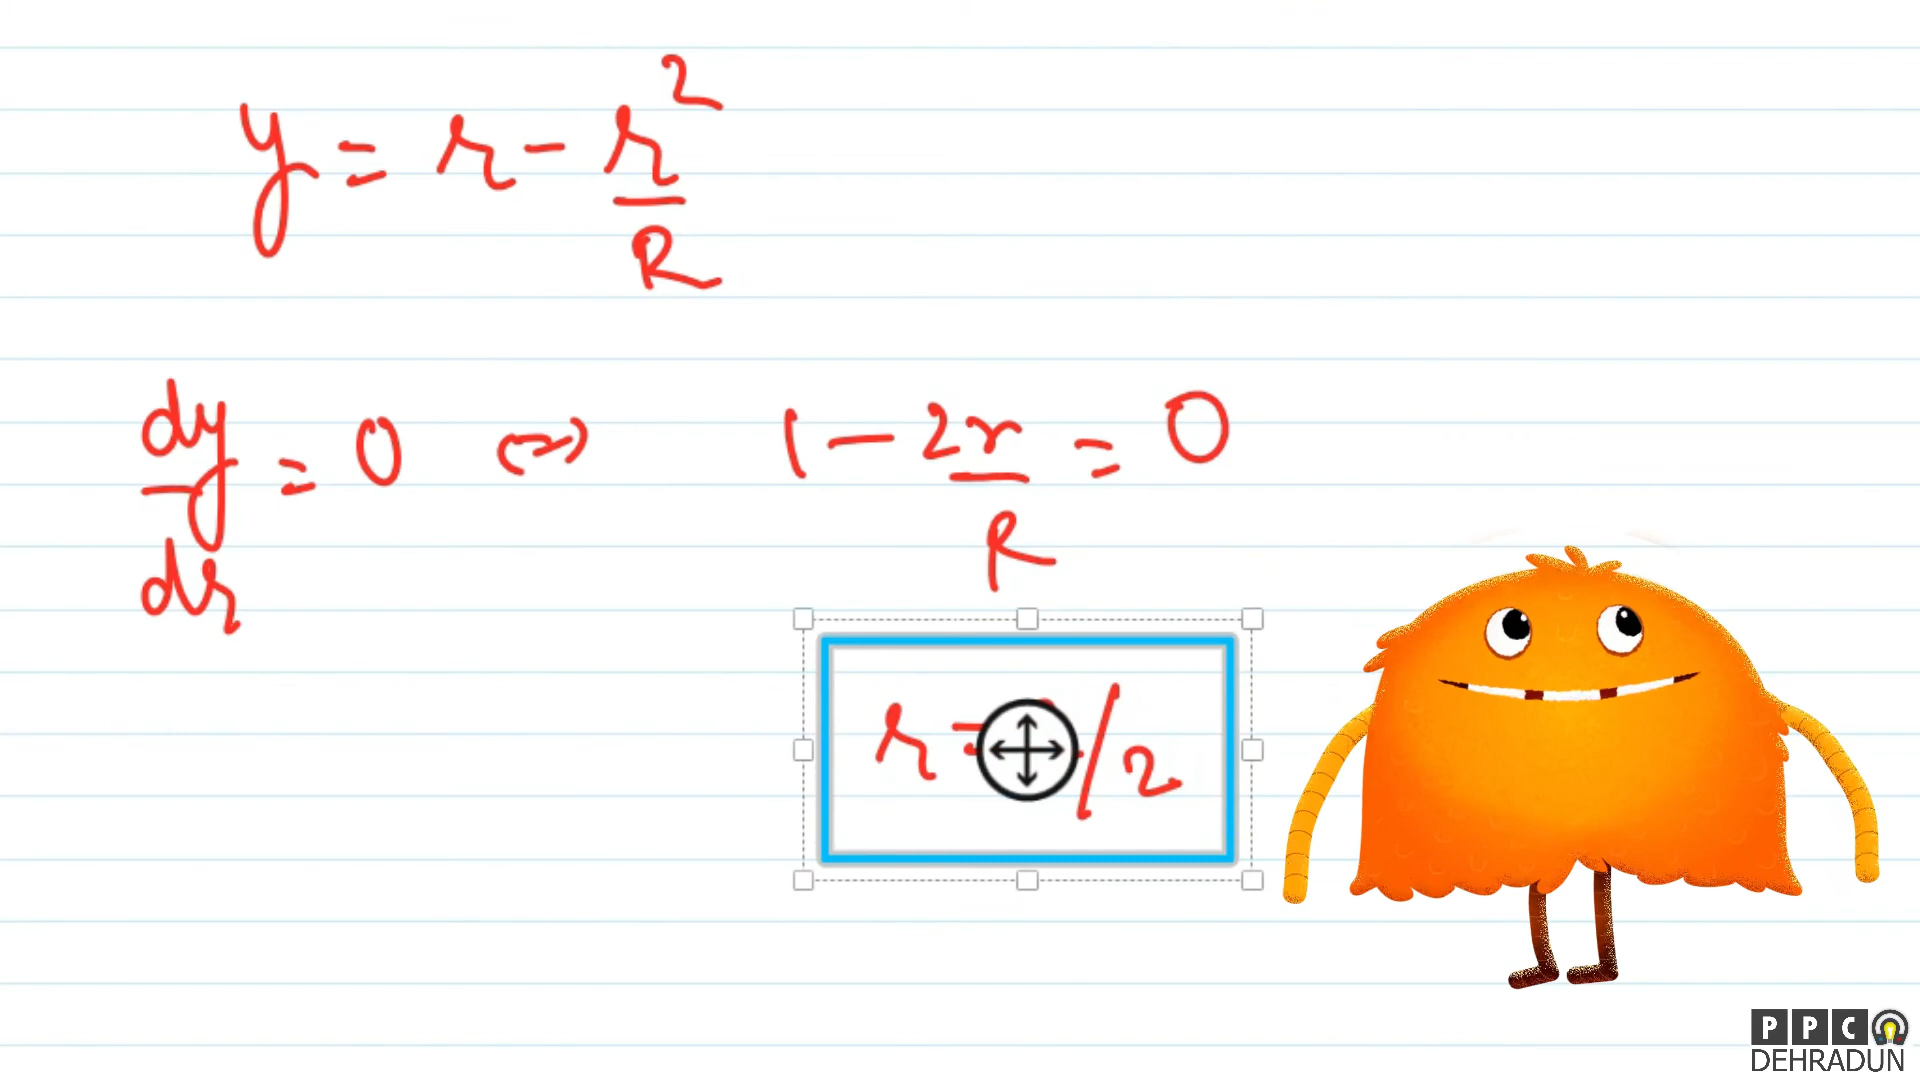 y = r - r²/R
dy/dr = 0 ⇔ 1 - 2r/R = 0
r = /2
PPC
DEHRADUN